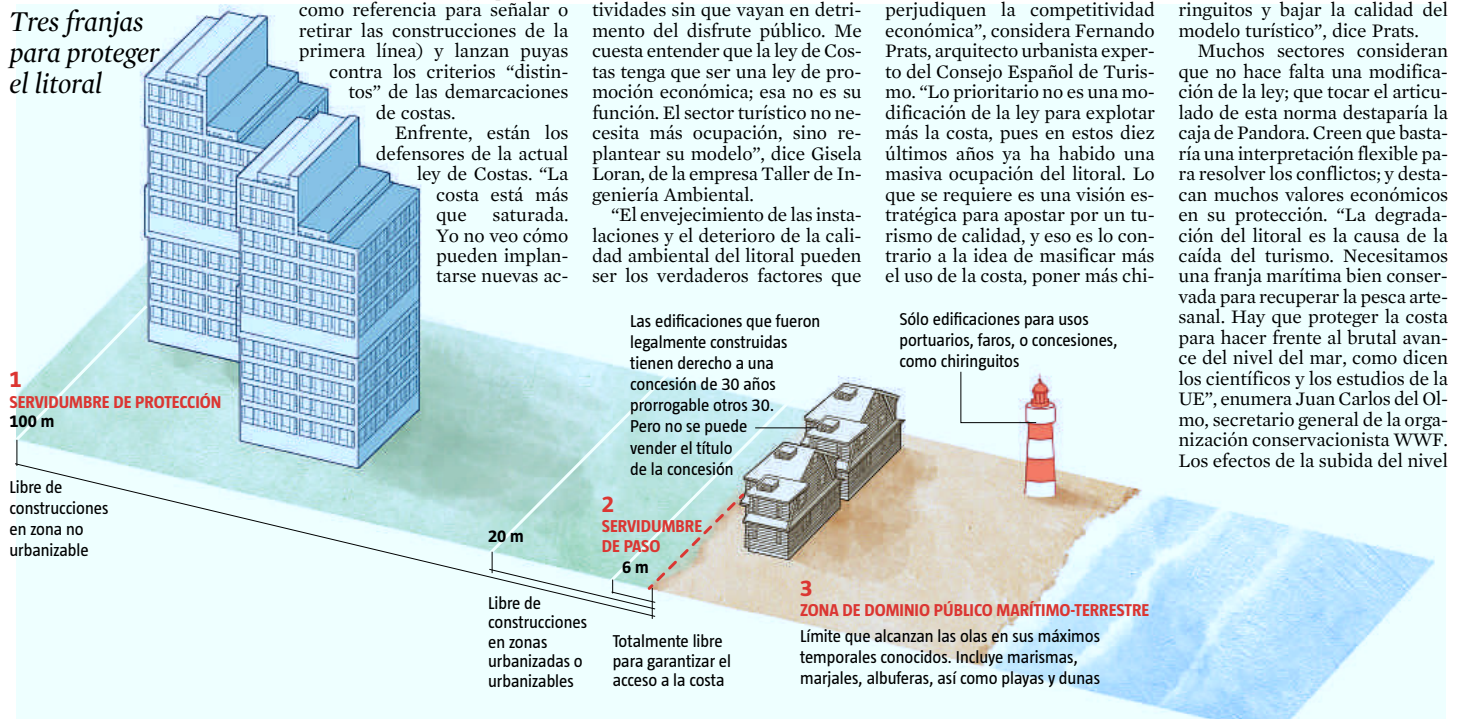 Tres franjas
para proteger
el litoral
como referencia para señalar o
retirar las construcciones de la
primera línea) y lanzan puyas
contra los criterios “distin-
tos” de las demarcaciones
de costas.
Enfrente, están los
defensores de la actual
ley de Costas. “La
costa está más
que saturada.
Yo no veo cómo
pueden implan-
tarse nuevas ac-
tividades sin que vayan en detri-
mento del disfrute público. Me
cuesta entender que la ley de Cos-
tas tenga que ser una ley de pro-
moción económica; esa no es su
función. El sector turístico no ne-
cesita más ocupación, sino re-
plantear su modelo”, dice Gisela
Loran, de la empresa Taller de In-
geniería Ambiental.
“El envejecimiento de las insta-
laciones y el deterioro de la cali-
dad ambiental del litoral pueden
ser los verdaderos factores que
perjudiquen la competitividad
económica”, considera Fernando
Prats, arquitecto urbanista exper-
to del Consejo Español de Turis-
mo. “Lo prioritario no es una mo-
dificación de la ley para explotar
más la costa, pues en estos diez
últimos años ya ha habido una
masiva ocupación del litoral. Lo
que se requiere es una visión es-
tratégica para apostar por un tu-
rismo de calidad, y eso es lo con-
trario a la idea de masificar más
el uso de la costa, poner más chi-
ringuitos y bajar la calidad del
modelo turístico”, dice Prats.
Muchos sectores consideran
que no hace falta una modifica-
ción de la ley; que tocar el articu-
lado de esta norma destaparía la
caja de Pandora. Creen que basta-
ría una interpretación flexible pa-
ra resolver los conflictos; y desta-
can muchos valores económicos
en su protección. “La degrada-
ción del litoral es la causa de la
caída del turismo. Necesitamos
una franja marítima bien conser-
vada para recuperar la pesca arte-
sanal. Hay que proteger la costa
para hacer frente al brutal avan-
ce del nivel del mar, como dicen
los científicos y los estudios de la
UE”, enumera Juan Carlos del Ol-
mo, secretario general de la orga-
nización conservacionista WWF.
Los efectos de la subida del nivel
1
SERVIDUMBRE DE PROTECCIÓN
100 m
Libre de
construcciones
en zona no
urbanizable
20 m
Libre de
construcciones
en zonas
urbanizadas o
urbanizables
2
SERVIDUMBRE
DE PASO
6 m
Totalmente libre
para garantizar el
acceso a la costa
Las edificaciones que fueron
legalmente construidas
tienen derecho a una
concesión de 30 años
prorrogable otros 30.
Pero no se puede
vender el título
de la concesión
Sólo edificaciones para usos
portuarios, faros, o concesiones,
como chiringuitos
3
ZONA DE DOMINIO PÚBLICO MARÍTIMO-TERRESTRE
Límite que alcanzan las olas en sus máximos
temporales conocidos. Incluye marismas,
marjales, albuferas, así como playas y dunas